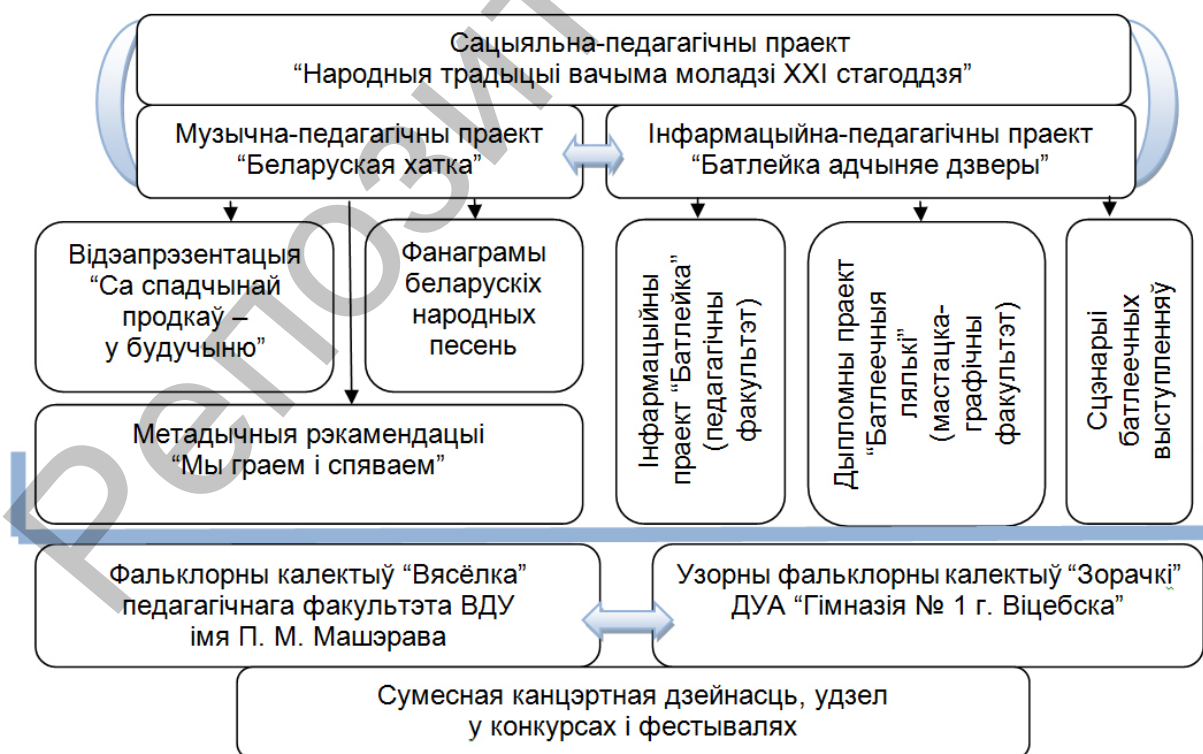 Сацыяльна-педагагічны праект
“Народныя традыцыі вачыма моладзі XXI стагоддзя”
Музычна-педагагічны праект
“Беларуская хатка”
Інфармацыйна-педагагічны праект
“Батлейка адчыняе дзверы”
Відэапрэзентацыя
“Са спадчынай
продкаў –
у будучыню”
Фанаграмы
беларускіх
народных
песень
Метадычныя рэкамендацыі
“Мы граем і спяваем”
Інфармацыйны
праект “Батлейка”
(педагагічны
факультэт)
Дыпломны праект
“Батлеечныя
лялькі”
(мастацка-
графічны
факультэт)
Сцэнарыі
батлеечных
выступленняў
Фальклорны калектыў “Вясёлка”
педагагічнага факультэта ВДУ
імя П. М. Машэрава
Узорны фальклорны калектыў “Зорачкі”
ДУА “Гімназія № 1 г. Віцебска”
Сумесная канцэртная дзейнасць, удзел
у конкурсах і фестывалях
Репозит